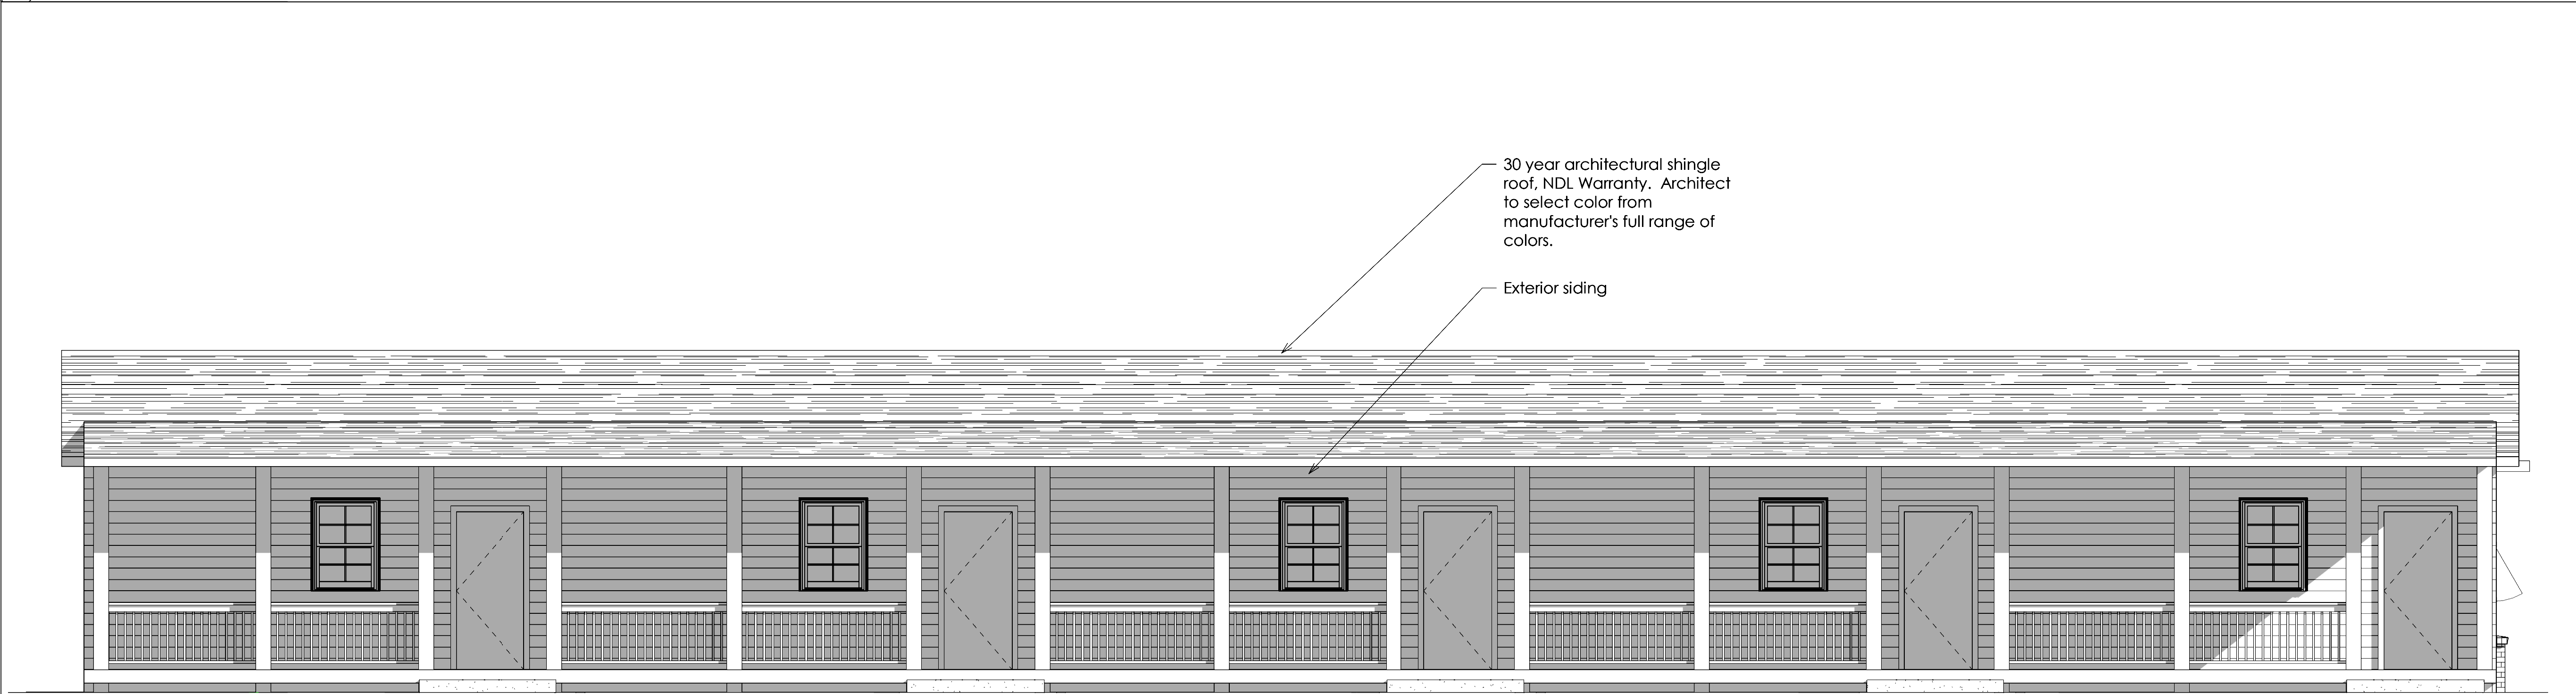 30 year architectural shingle
roof, NDL Warranty.  Architect
to select color from
manufacturer's full range of
colors.
Exterior siding